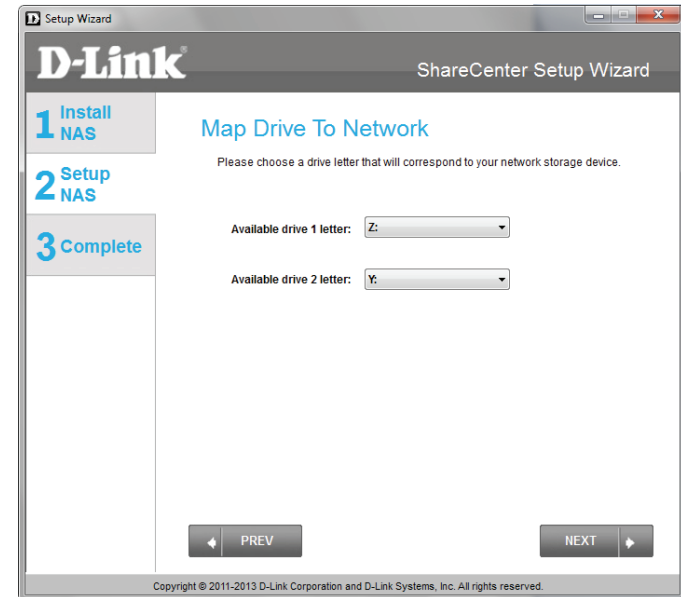 Setup Wizard
D-Link
ShareCenter Setup Wizard
1 Install
NAS
2 Setup
NAS
3 Complete
Map Drive To Network
Please choose a drive letter that will correspond to your network storage device.
Available drive 1 letter: Z:
Available drive 2 letter: Y:
PREV
NEXT
Copyright © 2011-2013 D-Link Corporation and D-Link Systems, Inc. All rights reserved.